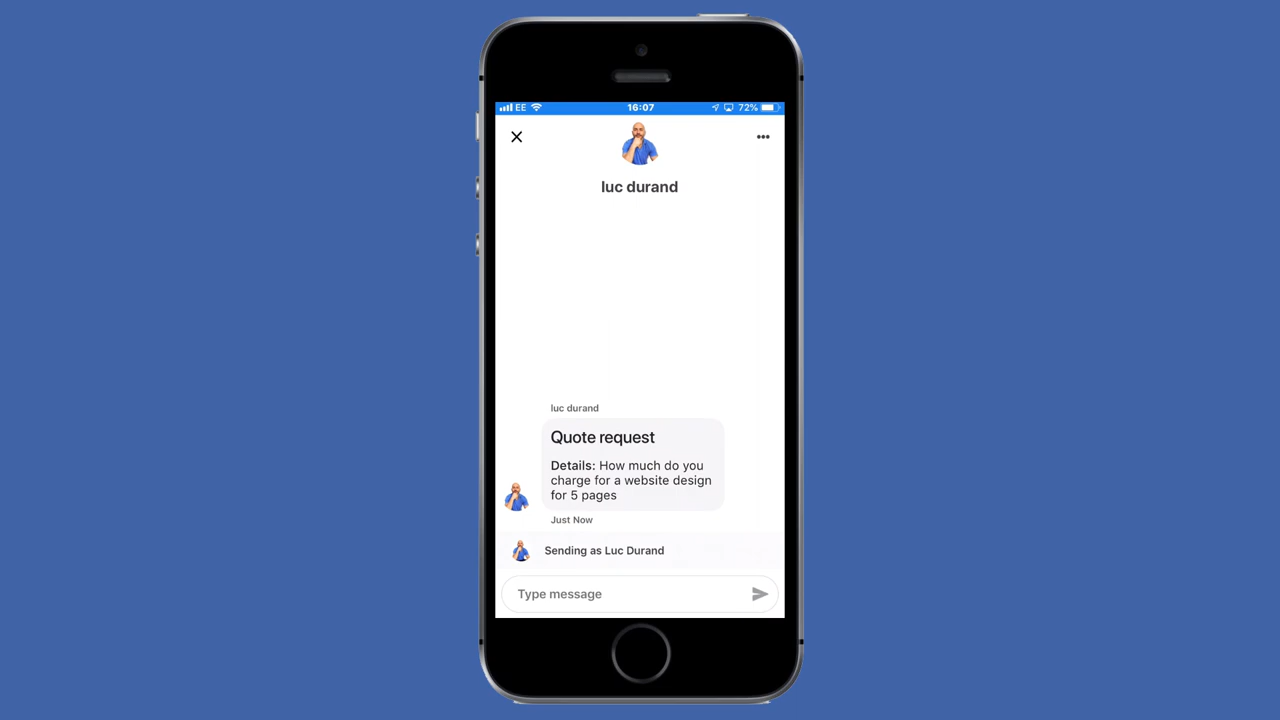 EE 16:07 72%
luc durand
luc durand
Quote request
Details: How much do you
charge for a website design
for 5 pages
Just Now
Sending as Luc Durand
Type message